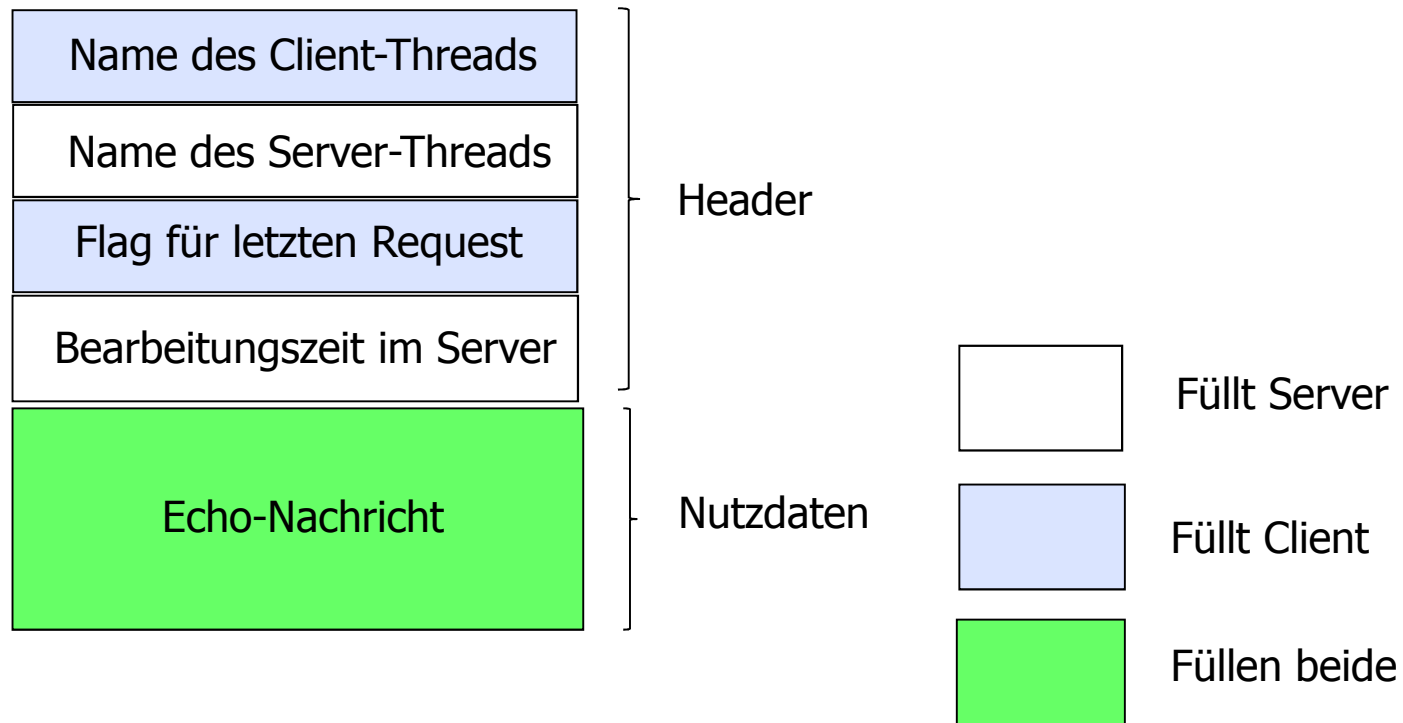 Name des Client-Threads
Name des Server-Threads
Flag für letzten Request
Bearbeitungszeit im Server
Header
Echo-Nachricht
Nutzdaten
Füllt Server
Füllt Client
Füllen beide